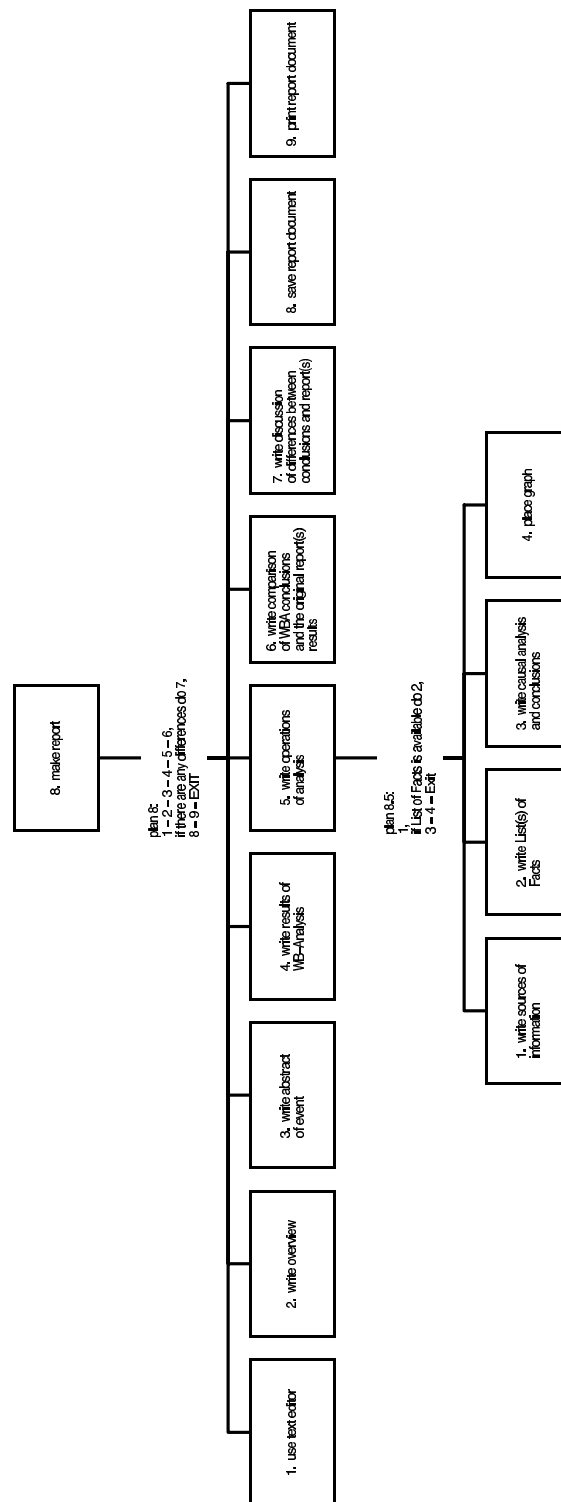 8. make report
plan 8:
1 – 2 – 3 – 4 – 5 – 6,
if there are any differences do 7,
8 – 9 – EXIT
1. use text editor
2. write overview
3. write abstract
of event
4. write results of
WB–Analysis
5. write operations
of analysis
6. write comparison
of WBA conclusions
and the original report(s)
results
7. write discussion
of differences between
conclusions and report(s)
8. save report document
9. print report document
plan 8.5:
1,
if List of Facts is available do 2,
3 – 4 – Exit
1. write sources of
information
2. write List(s) of
Facts
3. write causal analysis
and conclusions
4. place graph